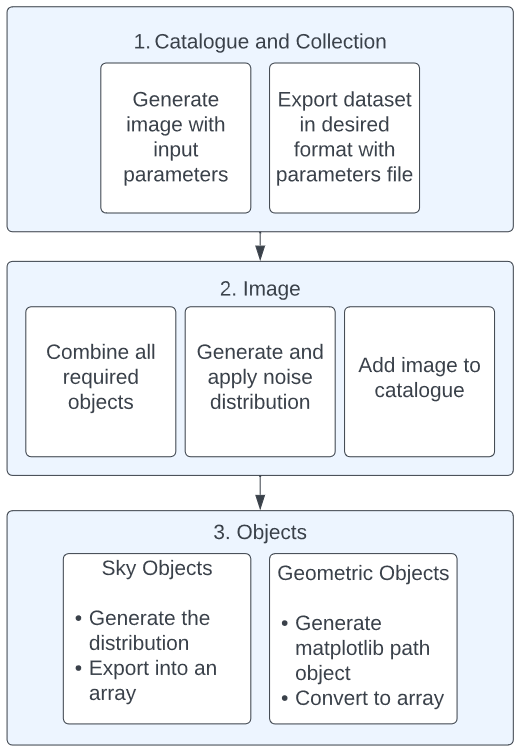 1. Catalogue and Collection
Generate
image with
input
parameters
Export dataset
in desired
format with
parameters file
2. Image
Combine all
required
objects
Generate and
apply noise
distribution
Add image to
catalogue
3. Objects
Sky Objects
• Generate the
distribution
• Export into an
array
Geometric Objects
• Generate
matplotlib path
object
• Convert to array